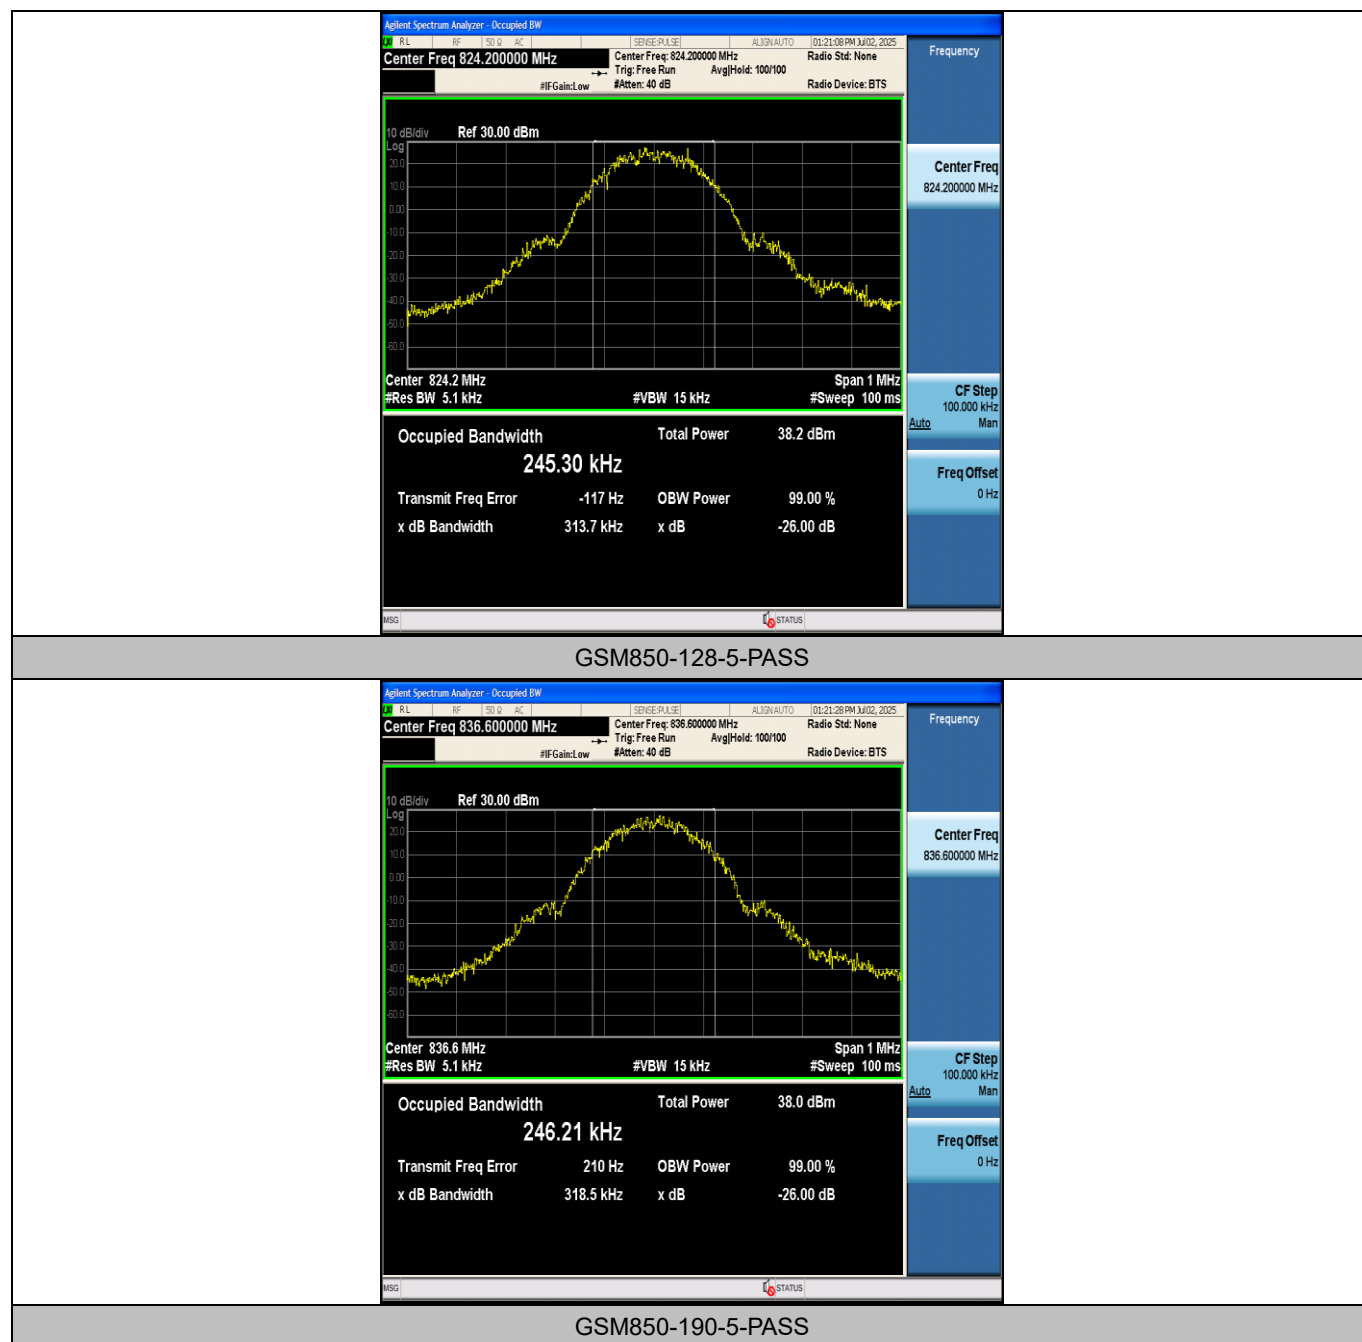 Agilent Spectrum Analyzer - Occupied BW
RL RF 50 Ω AC SENSE:PULSE ALIGN AUTO 01:21:08 PM Jul 02, 2025
Center Freq 824.200000 MHz
Center Freq: 824.200000 MHz Radio Std: None
Trig: Free Run Avg|Hold: 100/100
#IFGain:Low #Atten: 40 dB Radio Device: BTS
Frequency
10 dB/div Ref 30.00 dBm
Log
20.0
10.0
0.00
-10.0
-20.0
-30.0
-40.0
-50.0
-60.0
Center 824.2 MHz Span 1 MHz
#Res BW 5.1 kHz #VBW 15 kHz #Sweep 100 ms
Center Freq
824.200000 MHz
CF Step
100.000 kHz
Auto Man
Freq Offset
0 Hz
Occupied Bandwidth Total Power 38.2 dBm
245.30 kHz
Transmit Freq Error -117 Hz OBW Power 99.00 %
x dB Bandwidth 313.7 kHz x dB -26.00 dB
MSG STATUS
GSM850-128-5-PASS
Agilent Spectrum Analyzer - Occupied BW
RL RF 50 Ω AC SENSE:PULSE ALIGN AUTO 01:21:28 PM Jul 02, 2025
Center Freq 836.600000 MHz
Center Freq: 836.600000 MHz Radio Std: None
Trig: Free Run Avg|Hold: 100/100
#IFGain:Low #Atten: 40 dB Radio Device: BTS
Frequency
10 dB/div Ref 30.00 dBm
Log
20.0
10.0
0.00
-10.0
-20.0
-30.0
-40.0
-50.0
-60.0
Center 836.6 MHz Span 1 MHz
#Res BW 5.1 kHz #VBW 15 kHz #Sweep 100 ms
Center Freq
836.600000 MHz
CF Step
100.000 kHz
Auto Man
Freq Offset
0 Hz
Occupied Bandwidth Total Power 38.0 dBm
246.21 kHz
Transmit Freq Error 210 Hz OBW Power 99.00 %
x dB Bandwidth 318.5 kHz x dB -26.00 dB
MSG STATUS
GSM850-190-5-PASS